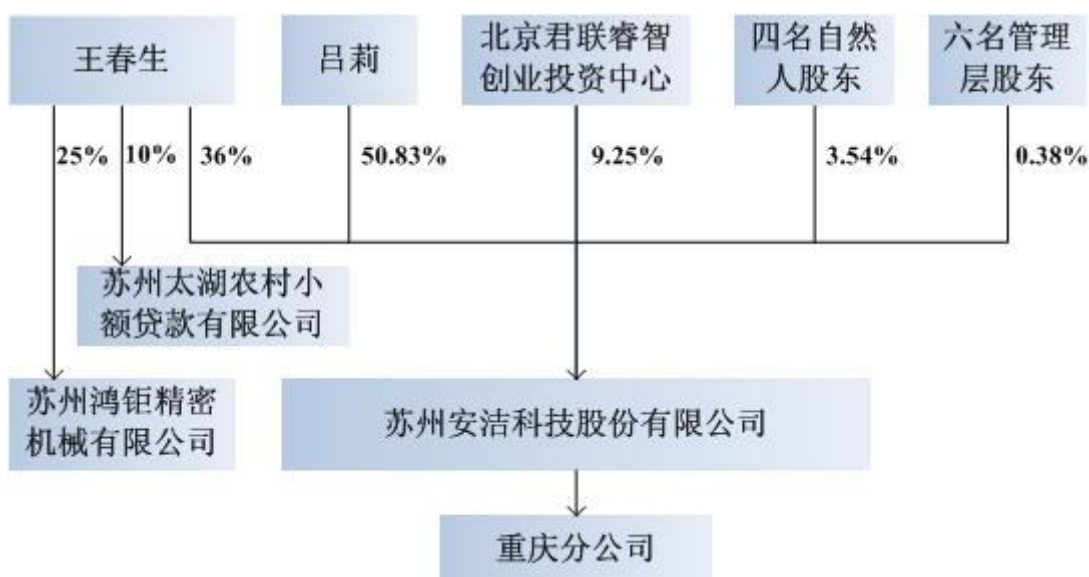 王春生
吕莉
北京君联睿智
创业投资中心
四名自然
人股东
六名管理
层股东
25%
10%
36%
50.83%
9.25%
3.54%
0.38%
苏州太湖农村小
额贷款有限公司
苏州鸿钜精密
机械有限公司
苏州安洁科技股份有限公司
重庆分公司